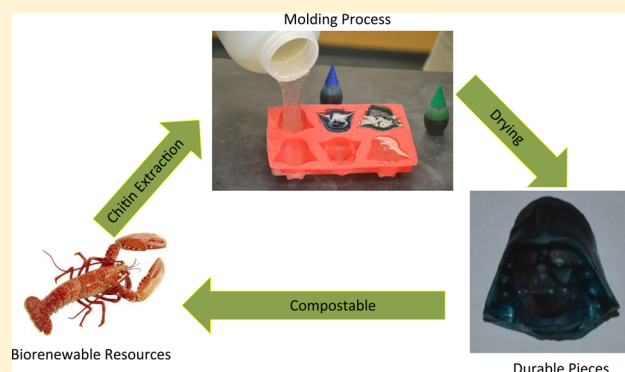 Molding Process
Chitin Extraction
Drying
Compostable
Biorenewable Resources
Durable Pieces